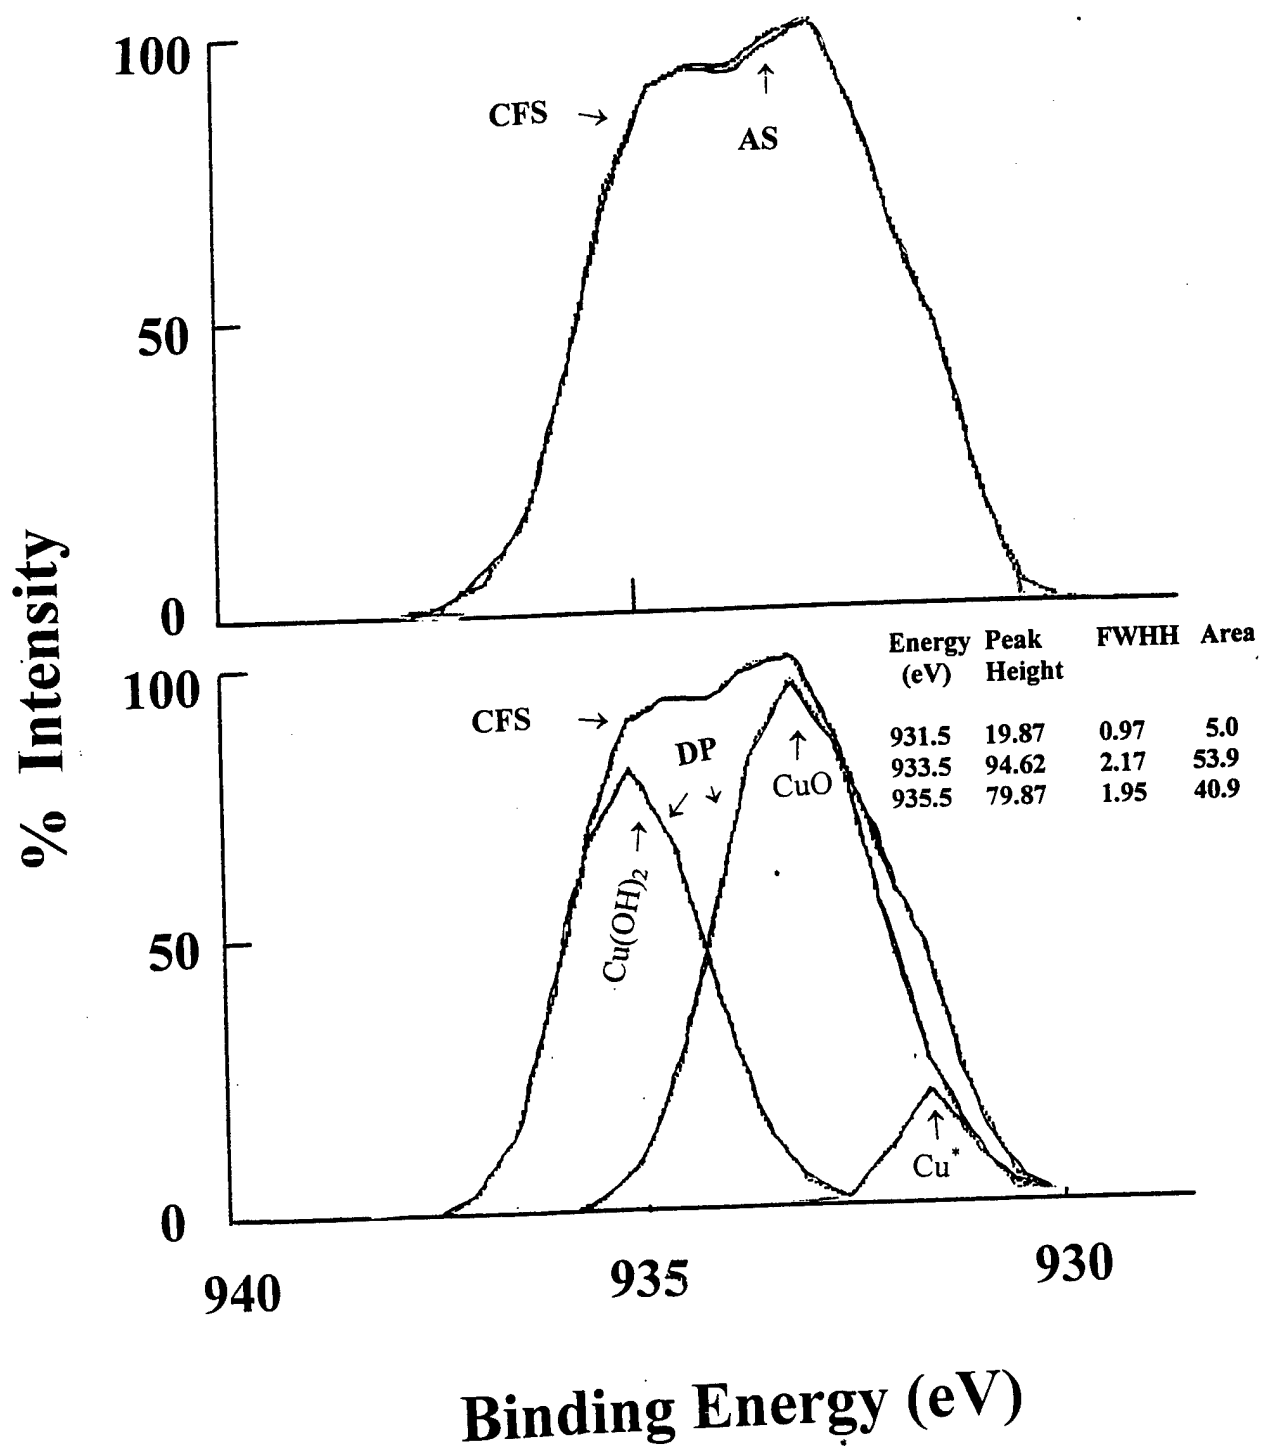 100
CFS →
↑
AS
50
0
% Intensity
Energy Peak FWHH Area
(eV) Height
931.5 19.87 0.97 5.0
933.5 94.62 2.17 53.9
935.5 79.87 1.95 40.9
100
CFS →
DP
↑
CuO
↑
Cu(OH)₂
50
↑
Cu*
0
940 935 930
Binding Energy (eV)